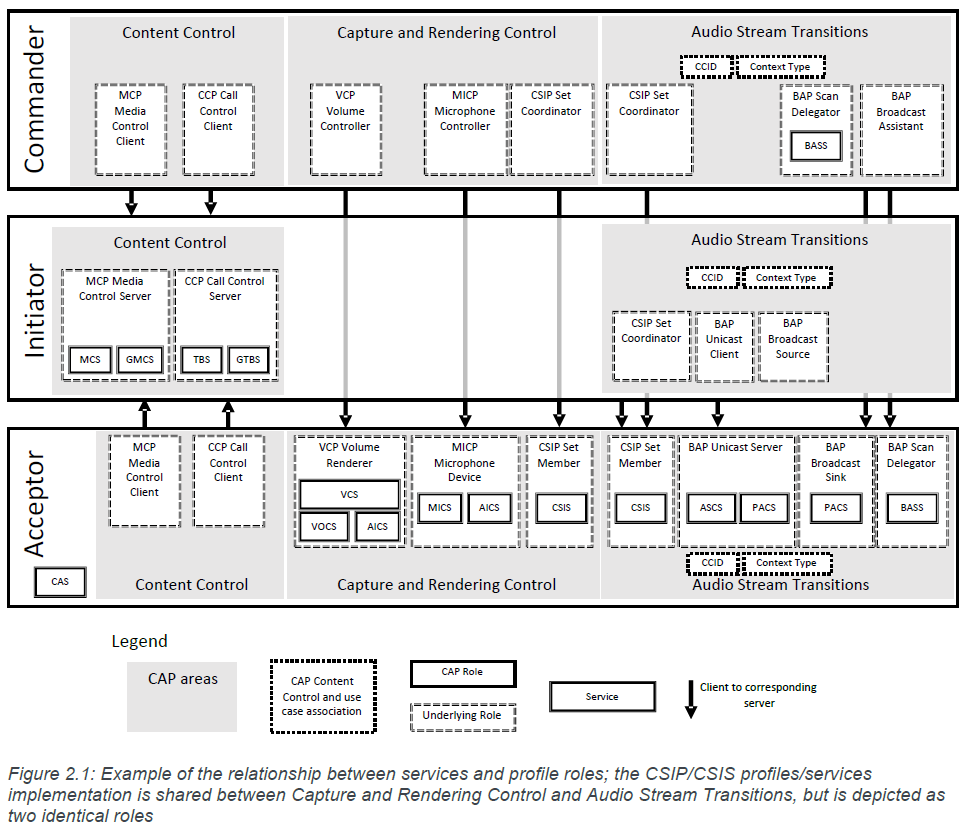 Commander
Content Control
Capture and Rendering Control
Audio Stream Transitions
CCID
Context Type
MCP
Media
Control
Client
CCP Call
Control
Client
VCP
Volume
Controller
MICP
Microphone
Controller
CSIP Set
Coordinator
CSIP Set
Coordinator
BAP Scan
Delegator
BASS
BAP
Broadcast
Assistant
Initiator
Content Control
Audio Stream Transitions
CCID
Context Type
MCP Media
Control Server
MCS
GMCS
CCP Call Control
Server
TBS
GTBS
CSIP Set
Coordinator
BAP
Unicast
Client
BAP
Broadcast
Source
Acceptor
CAS
MCP
Media
Control
Client
CCP Call
Control
Client
Content Control
VCP Volume
Renderer
VCS
VOCS
AICS
MICP
Microphone
Device
MICS
AICS
CSIP Set
Member
CSIS
Capture and Rendering Control
CSIP Set
Member
CSIS
BAP Unicast Server
ASCS
PACS
BAP
Broadcast
Sink
PACS
BAP Scan
Delegator
BASS
CCID
Context Type
Audio Stream Transitions
Legend
CAP areas
CAP Content
Control and use
case association
CAP Role
Underlying Role
Service
Client to corresponding
server
Figure 2.1: Example of the relationship between services and profile roles; the CSIP/CSIS profiles/services
implementation is shared between Capture and Rendering Control and Audio Stream Transitions, but is depicted as
two identical roles